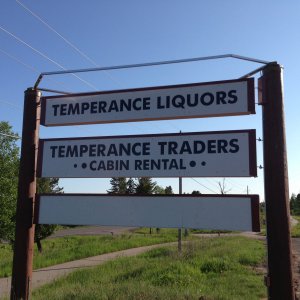 TEMPERANCE LIQUORS
TEMPERANCE TRADERS
••CABIN RENTAL••